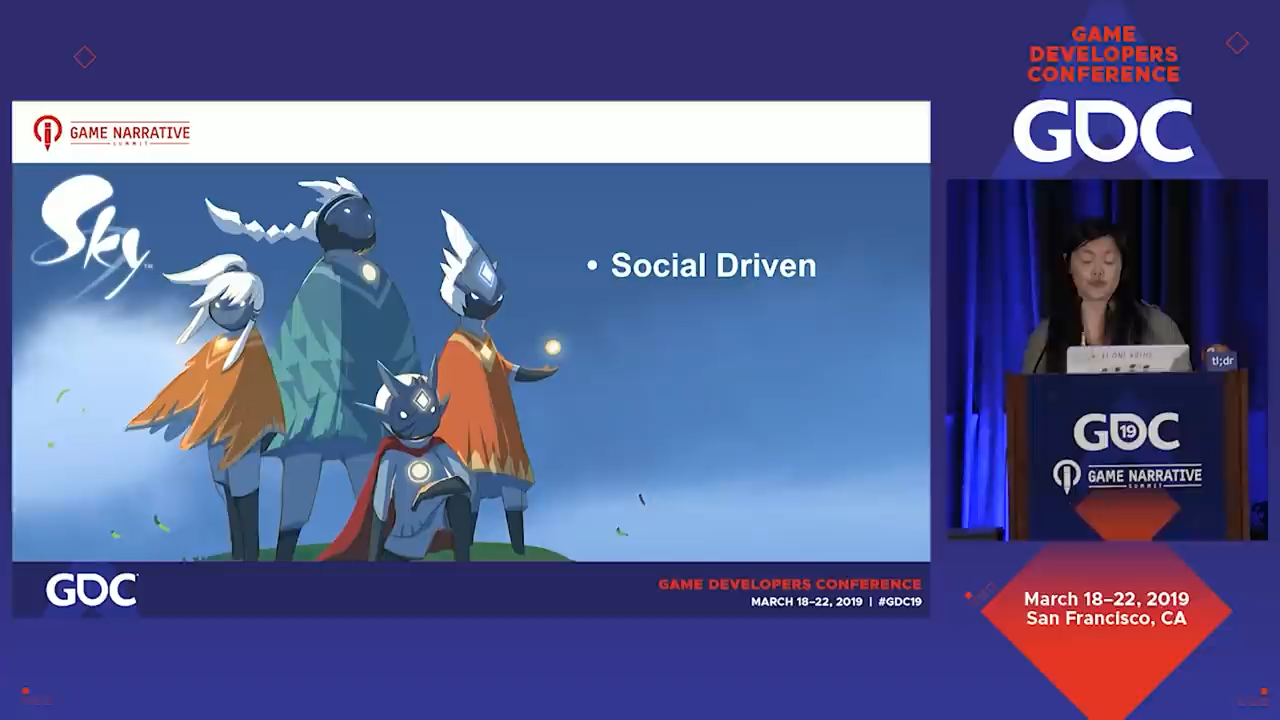 GAME NARRATIVE
SUMMIT
Sky™
• Social Driven
GDC
GAME DEVELOPERS CONFERENCE
MARCH 18–22, 2019 | #GDC19
GAME
DEVELOPERS
CONFERENCE
GDC
tl;dr
GDC
19
GAME NARRATIVE
SUMMIT
March 18–22, 2019
San Francisco, CA